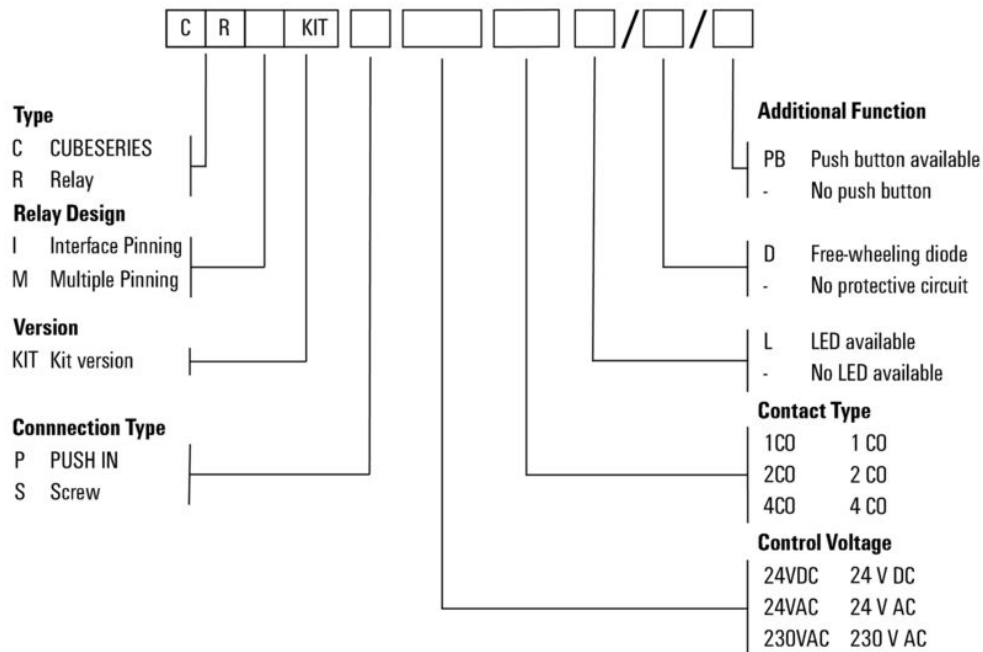 C R KIT / /
Type
C CUBESERIES
R Relay
Relay Design
I Interface Pinning
M Multiple Pinning
Version
KIT Kit version
Connnection Type
P PUSH IN
S Screw
Additional Function
PB Push button available
- No push button
D Free-wheeling diode
- No protective circuit
L LED available
- No LED available
Contact Type
1CO 1 CO
2CO 2 CO
4CO 4 CO
Control Voltage
24VDC 24 V DC
24VAC 24 V AC
230VAC 230 V AC